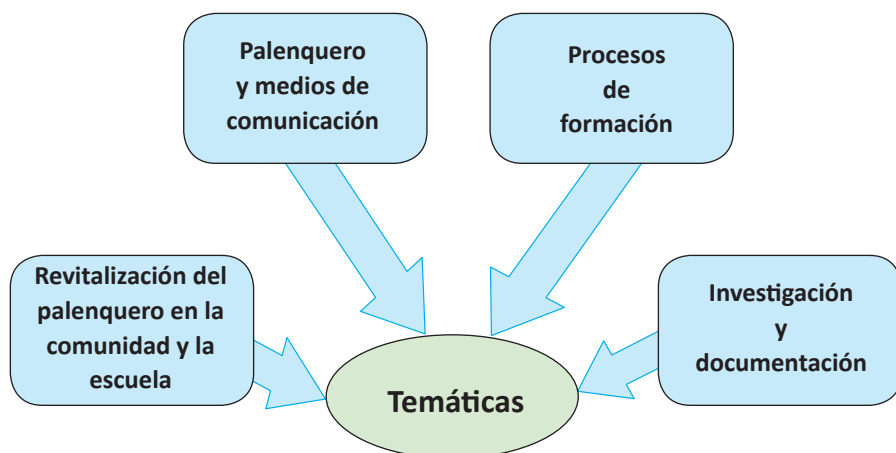 Palenquero
y medios de
comunicación
Procesos
de
formación
Revitalización del
palenquero en la
comunidad y la
escuela
Investigación
y
documentación
Temáticas